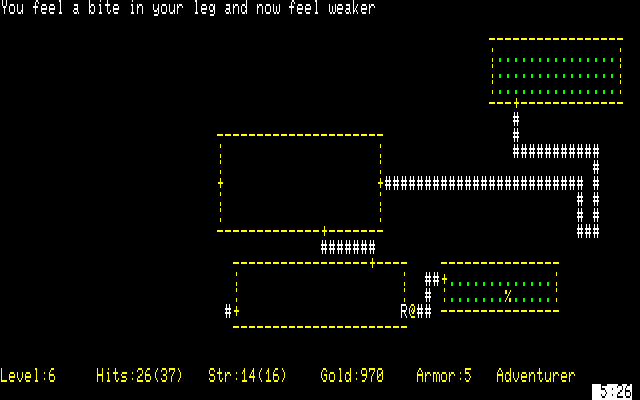 You feel a bite in your leg and now feel weaker
Level:6 Hits:26(37) Str:14(16) Gold:970 Armor:5 Adventurer
5:26